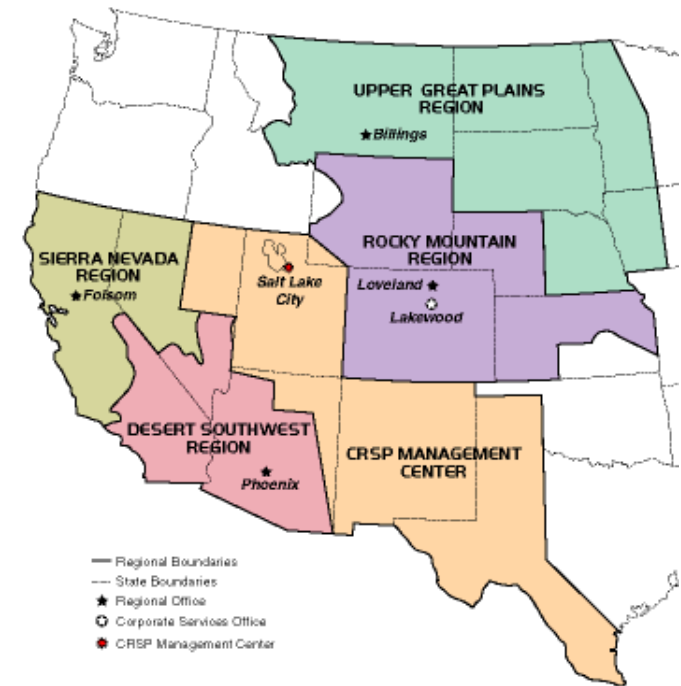 UPPER GREAT PLAINS
REGION
Billings
ROCKY MOUNTAIN
REGION
SIERRA NEVADA
REGION
Folsom
Salt Lake
City
Loveland
Lakewood
DESERT SOUTHWEST
REGION
CRSP MANAGEMENT
CENTER
Phoenix
Regional Boundaries
State Boundaries
Regional Office
Corporate Services Office
CRSP Management Center